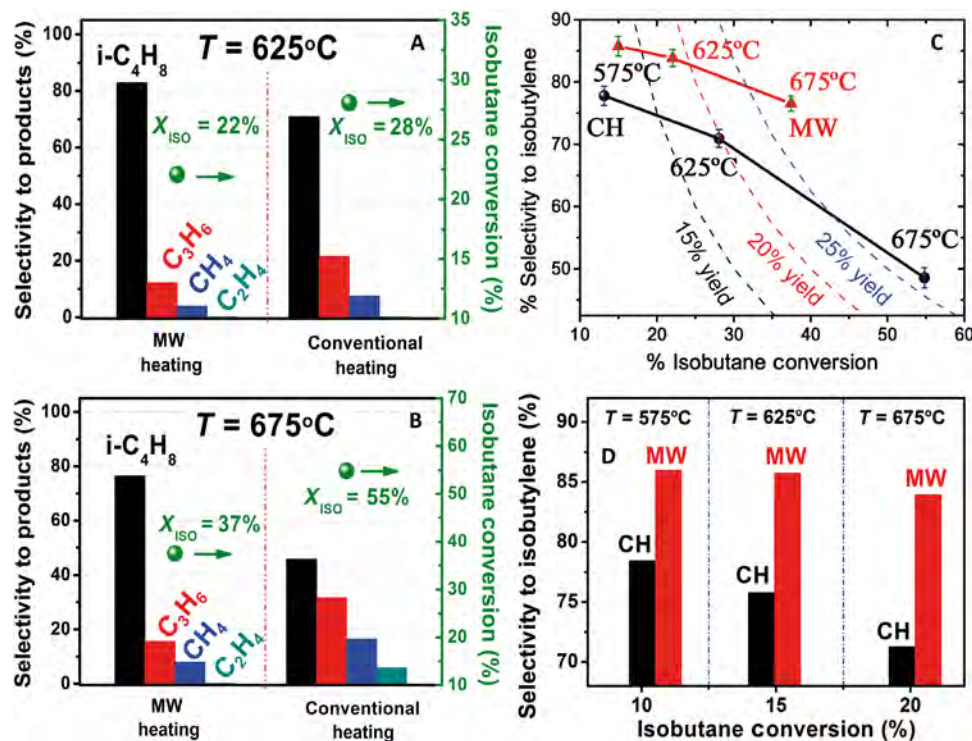 Selectivity to products (%)
100
80
60
40
20
0
i-C₄H₈
T = 625°C
A
X_ISO = 22%
X_ISO = 28%
C₃H₆
CH₄
C₂H₄
MW
heating
Conventional
heating
35
30
25
20
15
10
Isobutane conversion (%)
% Selectivity to isobutylene
90
80
70
60
50
C
575°C
625°C
675°C
CH
MW
625°C
675°C
15% yield
20% yield
25% yield
10
20
30
40
50
60
% Isobutane conversion
Selectivity to products (%)
100
80
60
40
20
0
i-C₄H₈
T = 675°C
B
X_ISO = 37%
X_ISO = 55%
C₃H₆
CH₄
C₂H₄
MW
heating
Conventional
heating
70
60
50
40
30
20
10
Isobutane conversion (%)
Selectivity to isobutylene (%)
90
85
80
75
70
T = 575°C
T = 625°C
T = 675°C
D
MW
MW
MW
CH
CH
CH
10
15
20
Isobutane conversion (%)